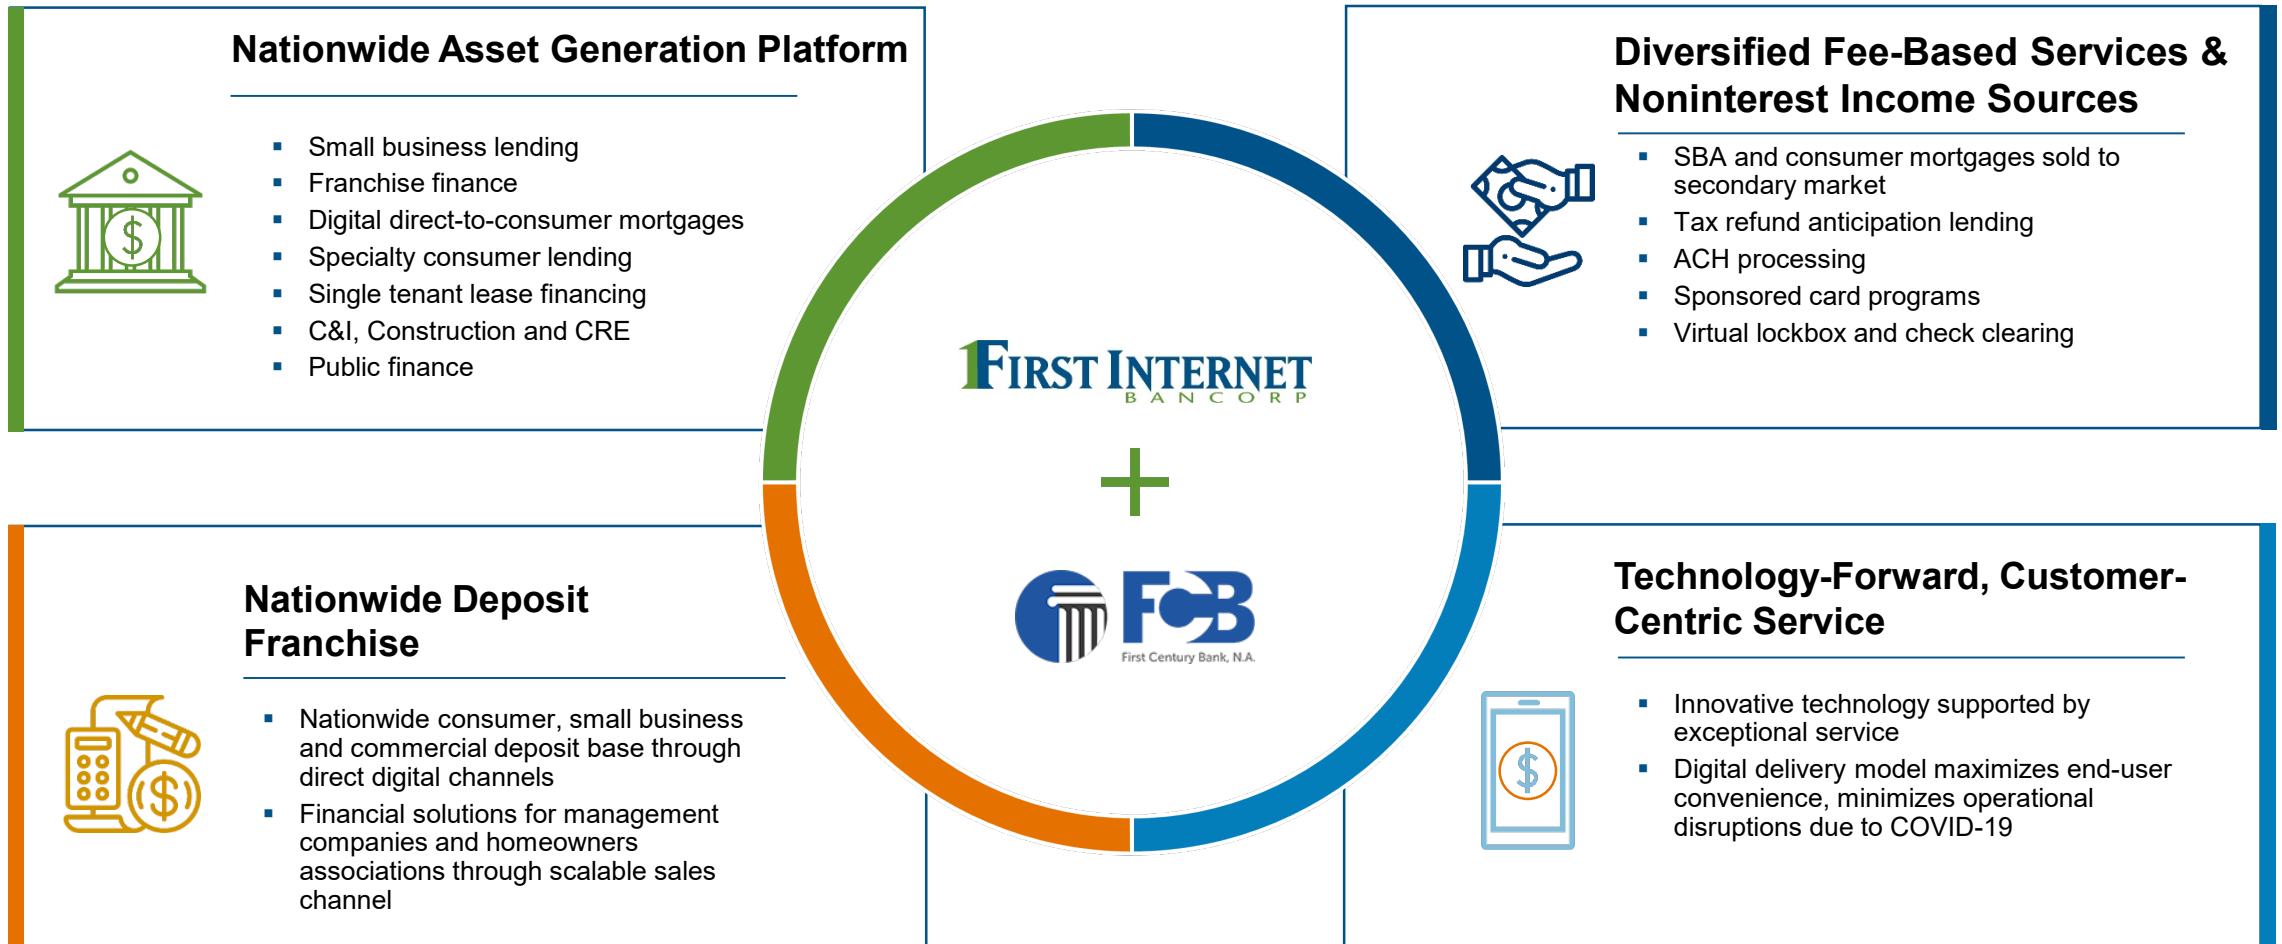 Nationwide Asset Generation Platform
▪ Small business lending
▪ Franchise finance
▪ Digital direct-to-consumer mortgages
▪ Specialty consumer lending
▪ Single tenant lease financing
▪ C&I, Construction and CRE
▪ Public finance
Diversified Fee-Based Services &
Noninterest Income Sources
▪ SBA and consumer mortgages sold to
secondary market
▪ Tax refund anticipation lending
▪ ACH processing
▪ Sponsored card programs
▪ Virtual lockbox and check clearing
1FIRST INTERNET
BANCORP
+
FCB
First Century Bank, N.A.
Nationwide Deposit
Franchise
▪ Nationwide consumer, small business
and commercial deposit base through
direct digital channels
▪ Financial solutions for management
companies and homeowners
associations through scalable sales
channel
Technology-Forward, Customer-
Centric Service
▪ Innovative technology supported by
exceptional service
▪ Digital delivery model maximizes end-user
convenience, minimizes operational
disruptions due to COVID-19
$
$
$